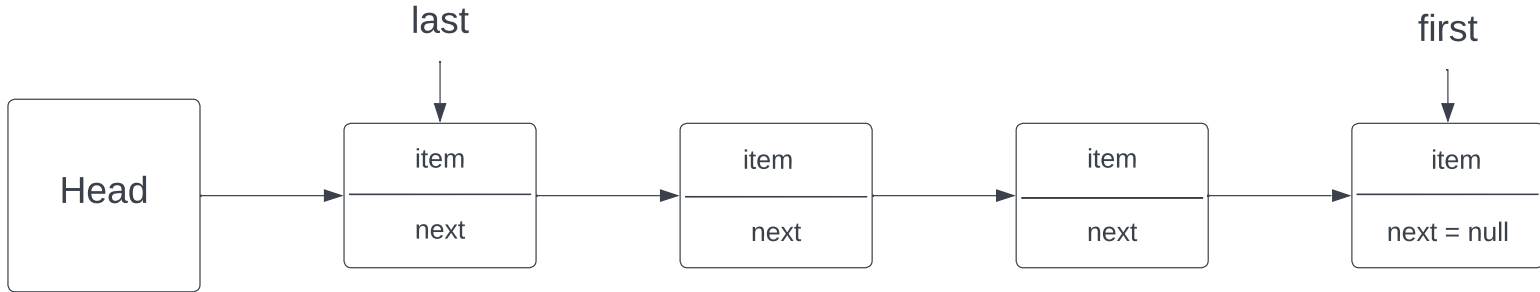 last
first
Head
item
next
item
next
item
next
item
next = null